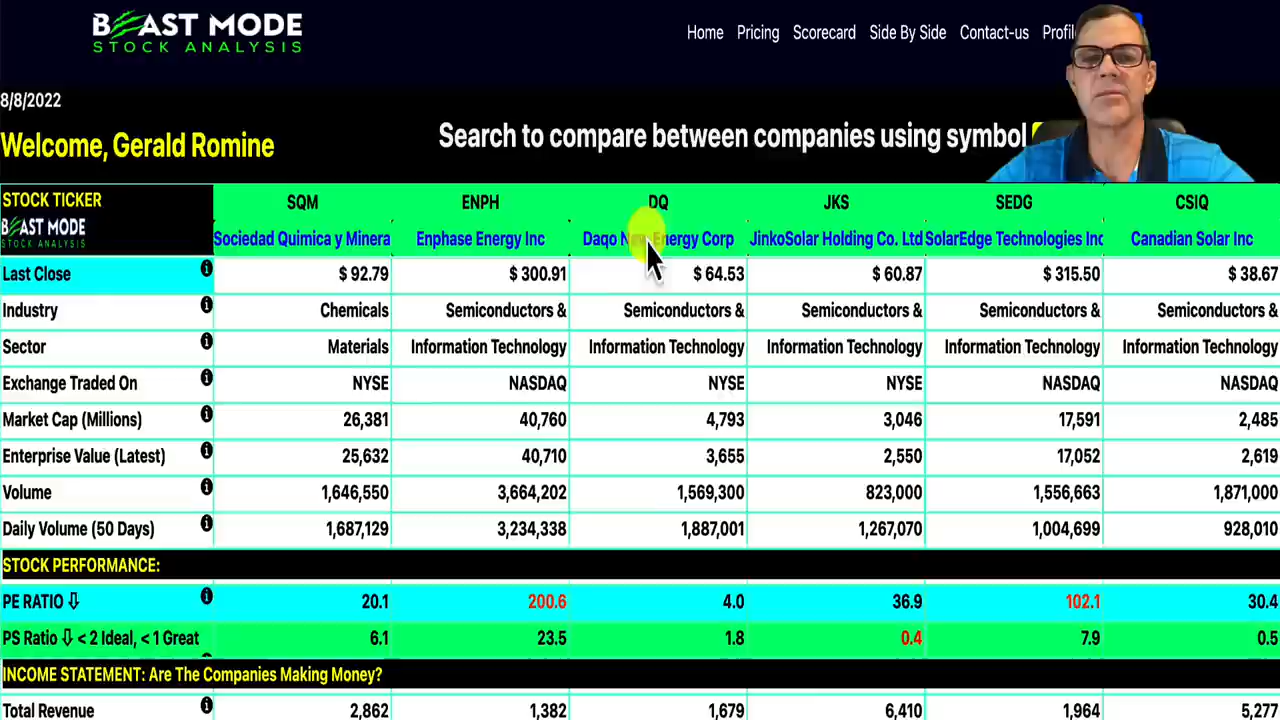 BEAST MODE
STOCK ANALYSIS
Home Pricing Scorecard Side By Side Contact-us
8/8/2022
Welcome, Gerald Romine
Search to compare between companies using symbol
STOCK TICKER SQM ENPH DQ JKS SEDG CSIQ
BEAST MODE
STOCK ANALYSIS
Sociedad Quimica y Minera Enphase Energy Inc Daqo Energy Corp JinkoSolar Holding Co. Ltd SolarEdge Technologies Inc Canadian Solar Inc
Last Close $ 92.79 $ 300.91 $ 64.53 $ 60.87 $ 315.50 $ 38.67
Industry Chemicals Semiconductors & Semiconductors & Semiconductors & Semiconductors & Semiconductors &
Sector Materials Information Technology Information Technology Information Technology Information Technology Information Technology
Exchange Traded On NYSE NASDAQ NYSE NYSE NASDAQ NASDAQ
Market Cap (Millions) 26,381 40,760 4,793 3,046 17,591 2,485
Enterprise Value (Latest) 25,632 40,710 3,655 2,550 17,052 2,619
Volume 1,646,550 3,664,202 1,569,300 823,000 1,556,663 1,871,000
Daily Volume (50 Days) 1,687,129 3,234,338 1,887,001 1,267,070 1,004,699 928,010
STOCK PERFORMANCE:
PE RATIO ⇩ 20.1 200.6 4.0 36.9 102.1 30.4
PS Ratio ⇩ < 2 Ideal, < 1 Great 6.1 23.5 1.8 0.4 7.9 0.5
INCOME STATEMENT: Are The Companies Making Money?
Total Revenue 2,862 1,382 1,679 6,410 1,964 5,277